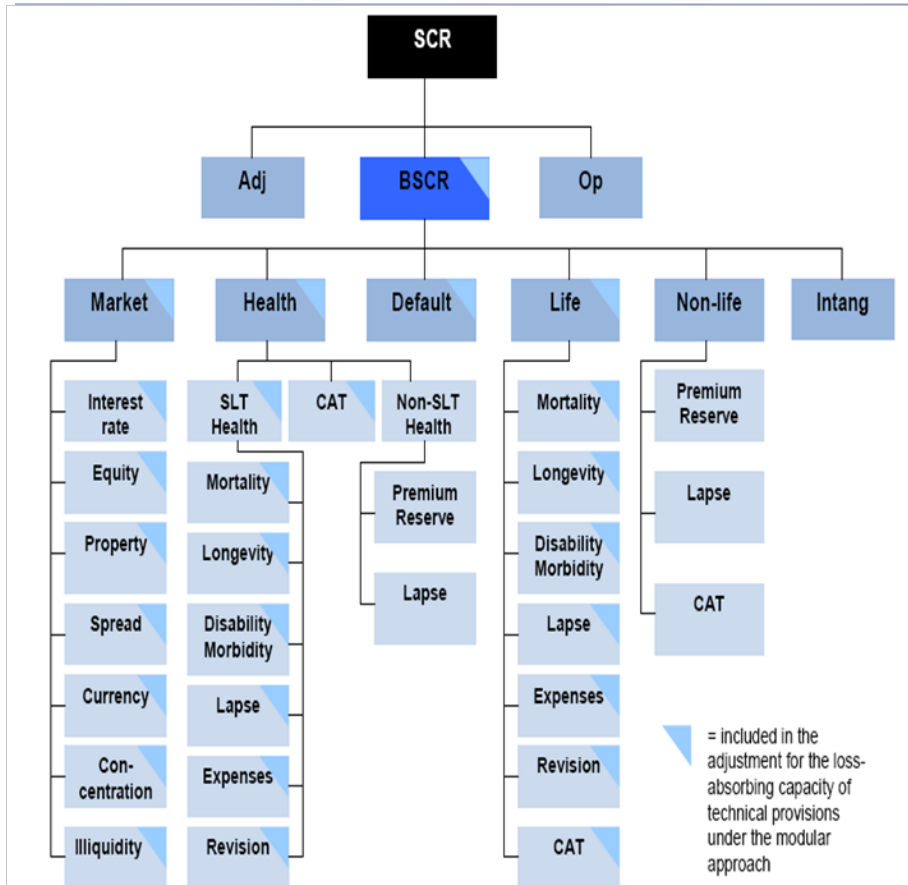 SCR
Adj
BSCR
Op
Market
Health
Default
Life
Non-life
Intang
Interest
rate
Equity
Property
Spread
Currency
Con-
centration
Illiquidity
SLT
Health
CAT
Non-SLT
Health
Mortality
Longevity
Disability
Morbidity
Lapse
Expenses
Revision
Premium
Reserve
Lapse
Mortality
Longevity
Disability
Morbidity
Lapse
Expenses
Revision
CAT
Premium
Reserve
Lapse
CAT
= included in the
adjustment for the loss-
absorbing capacity of
technical provisions
under the modular
approach